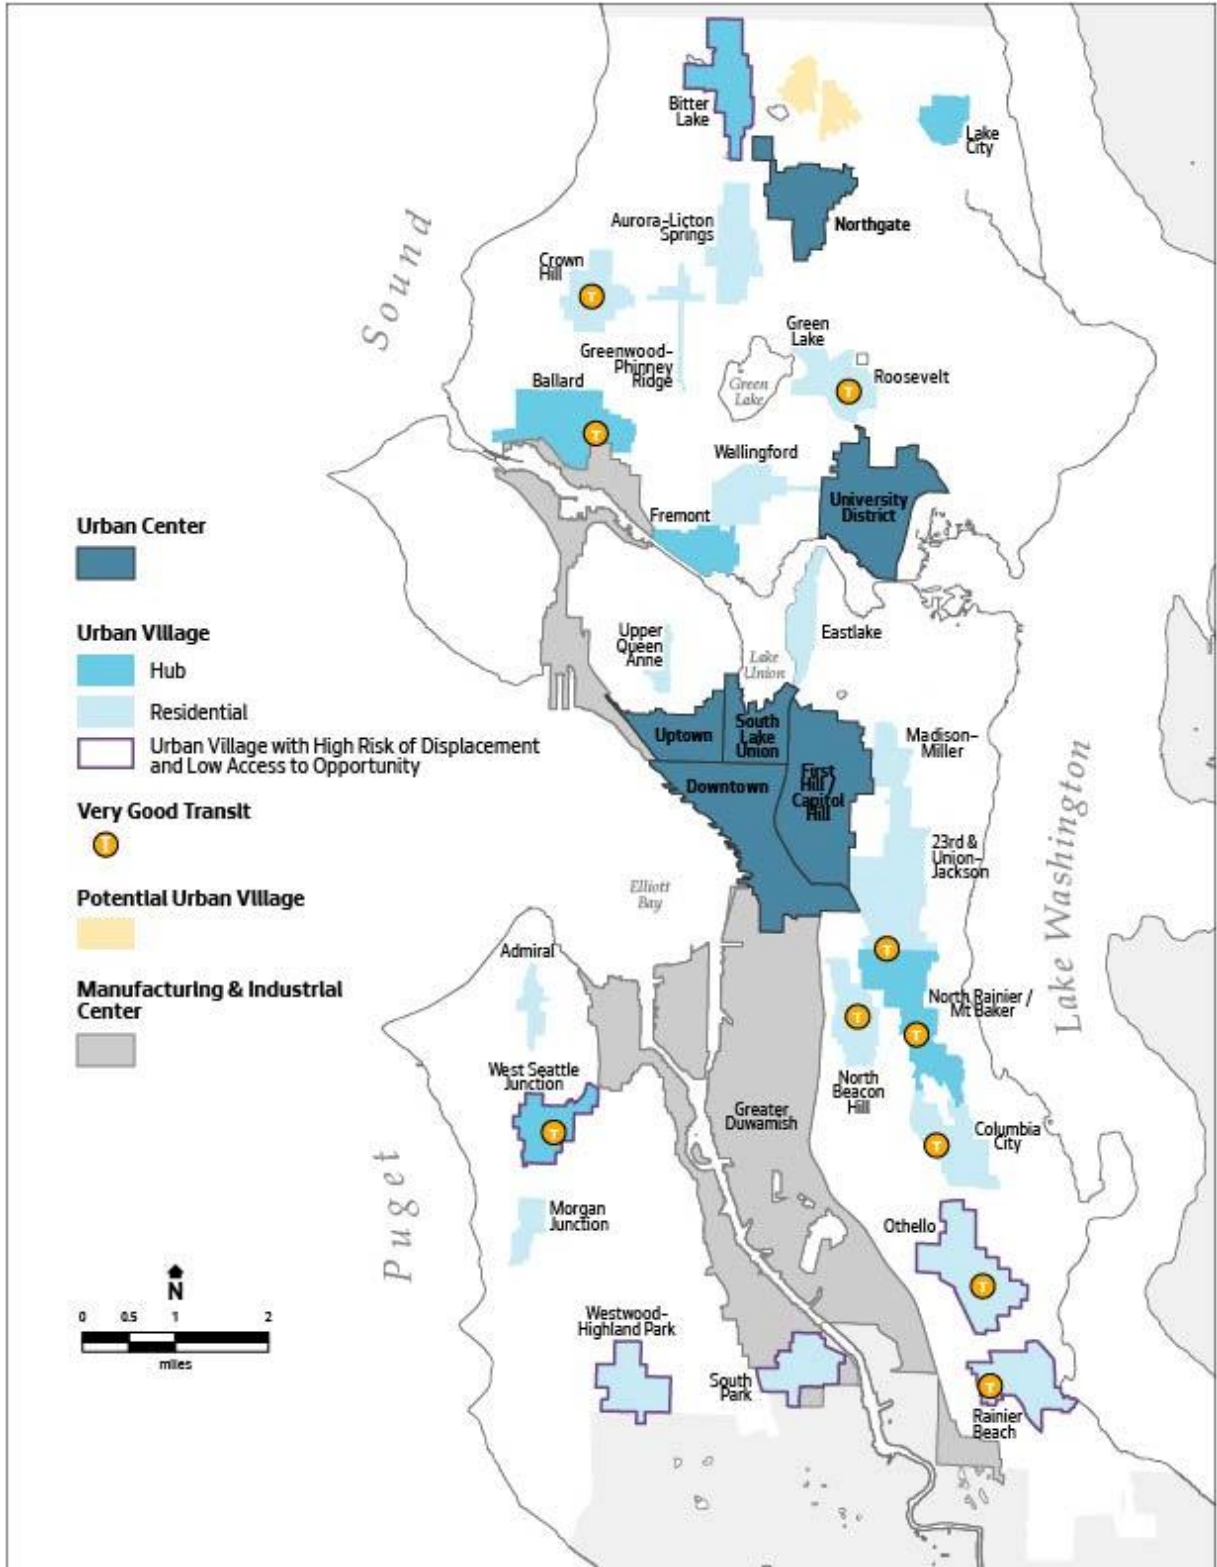 Bitter
Lake
Lake
City
Northgate
Aurora-Licton
Springs
Crown
Hill
T
Sound
Greenwood-
Phinney
Ridge
Green
Lake
Roosevelt
T
Green
Lake
Ballard
T
Wallingford
University
District
Fremont
Urban Center
Urban Village
Hub
Residential
Urban Village with High Risk of Displacement
and Low Access to Opportunity
Very Good Transit
T
Potential Urban Village
Manufacturing & Industrial
Center
Upper
Queen
Anne
Lake
Union
Eastlake
Uptown
South
Lake
Union
Downtown
First
Hill /
Capitol
Hill
Madison-
Miller
23rd &
Union-
Jackson
Lake Washington
Elliott
Bay
Admiral
T
North Rainier /
Mt Baker
T
T
North
Beacon
Hill
West Seattle
Junction
T
Greater
Duwamish
Columbia
City
T
Puget
Morgan
Junction
Othello
T
N
0 0.5 1 2
miles
Westwood-
Highland Park
South
Park
T
Rainier
Beach